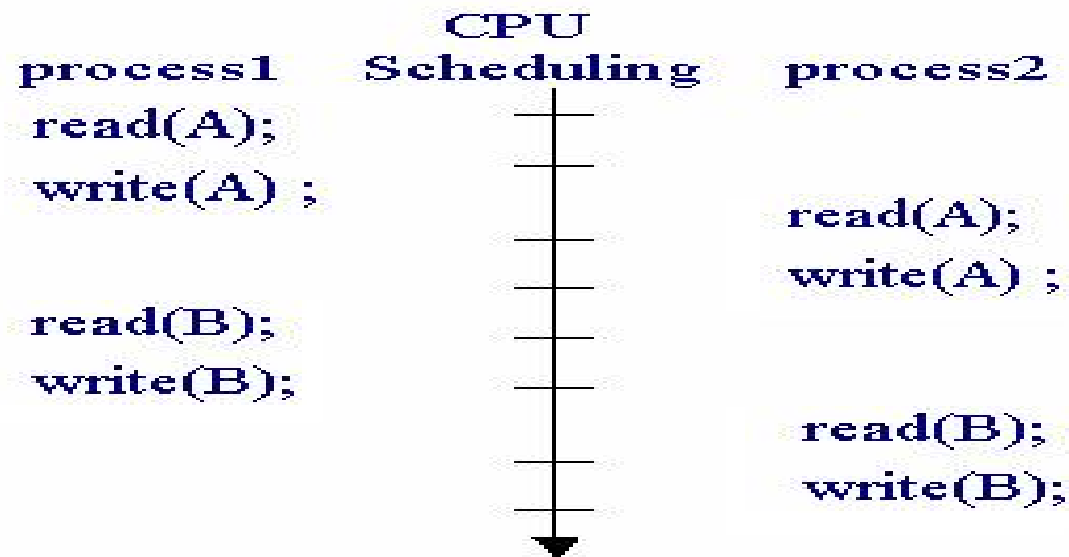 CPU
process1 Scheduling process2
read(A);
write(A) ;
read(A);
write(A) ;
read(B);
write(B);
read(B);
write(B);